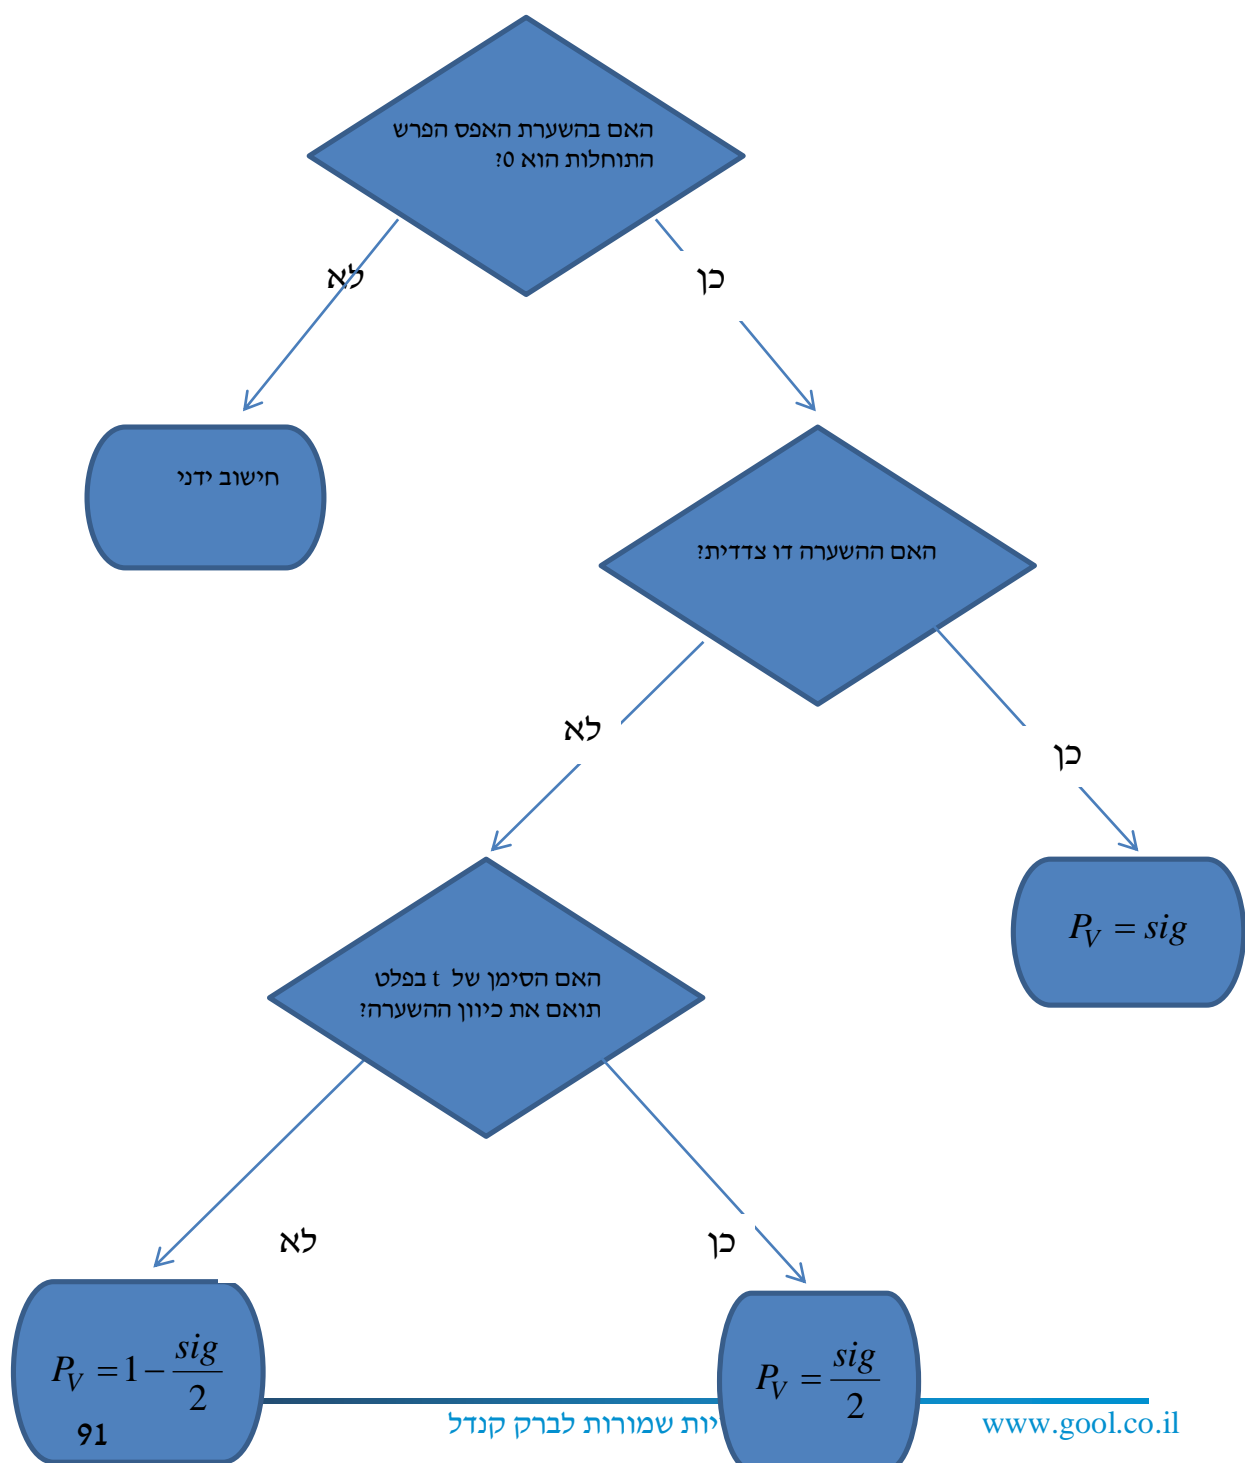 האם בהשערת האפס הפרש
התוחלות הוא 0?
לא
כן
חישוב ידני
האם ההשערה דו צדדית?
לא
כן
P_V = sig
האם הסימן של t בפלט
תואם את כיוון ההשערה?
לא
כן
P_V = 1 - sig/2
P_V = sig/2
91
יות שמורות לברק קנדל
www.gool.co.il